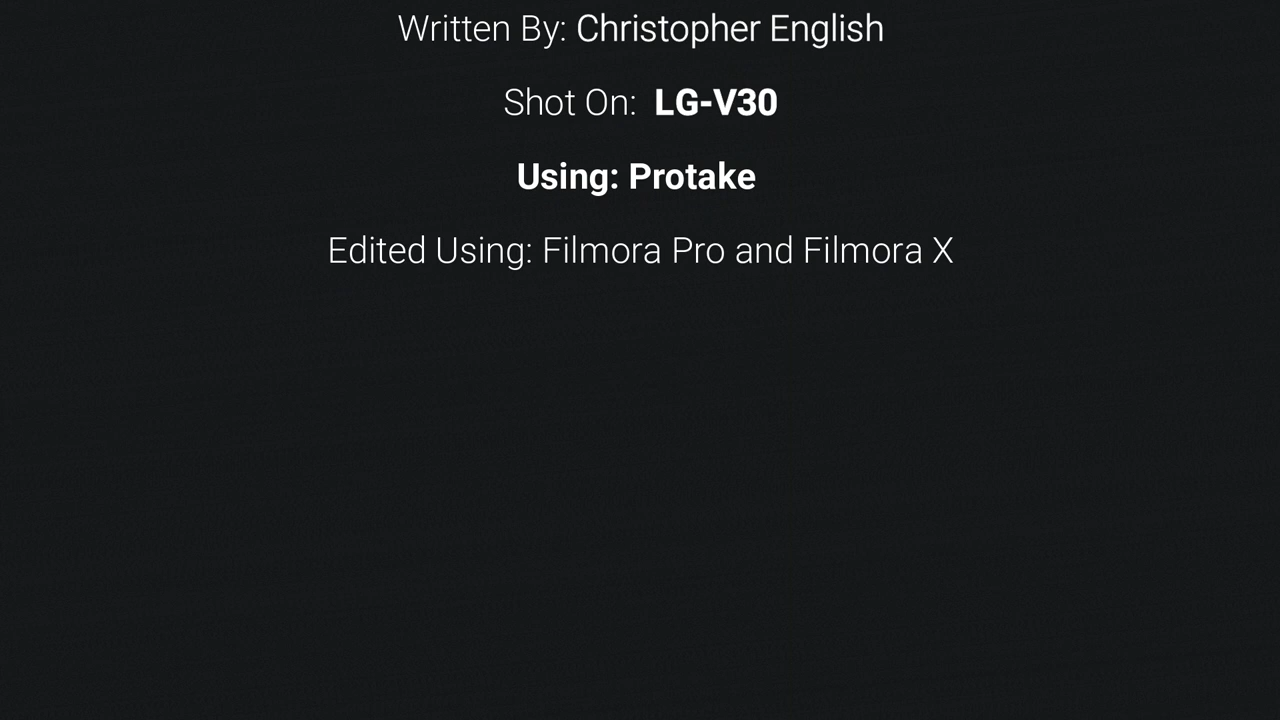 Written By: Christopher English
Shot On: LG-V30
Using: Protake
Edited Using: Filmora Pro and Filmora X